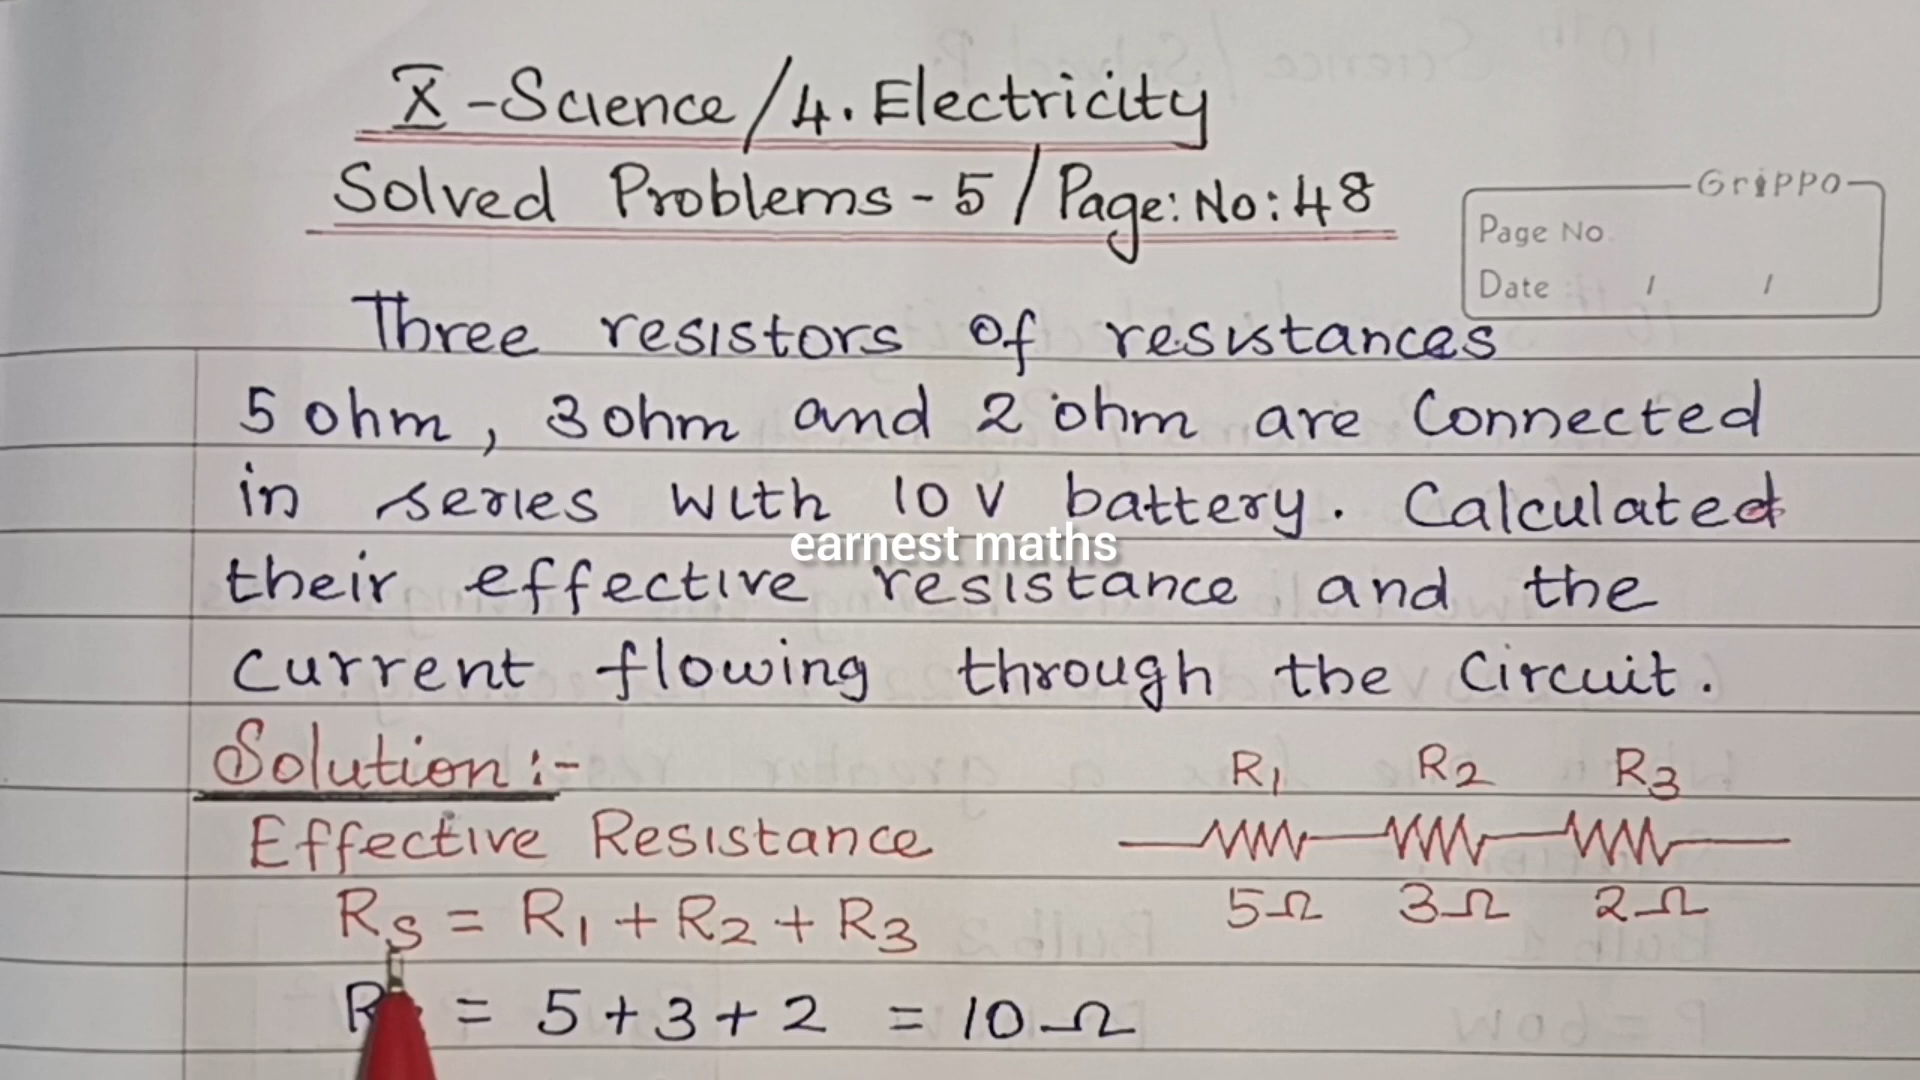 X-Science/4. Electricity
Solved Problems-5/Page: No: 48
Grippo
Page No.
Date / /
Three resistors of resistances
5 ohm, 3 ohm and 2 ohm are Connected
in series with 10 V battery. Calculated
earnest maths
their effective resistance and the
Current flowing through the Circuit.
Solution :-
R1 R2 R3
Effective Resistance
5Ω 3Ω 2Ω
RS = R1 + R2 + R3
R = 5 + 3 + 2 = 10 Ω